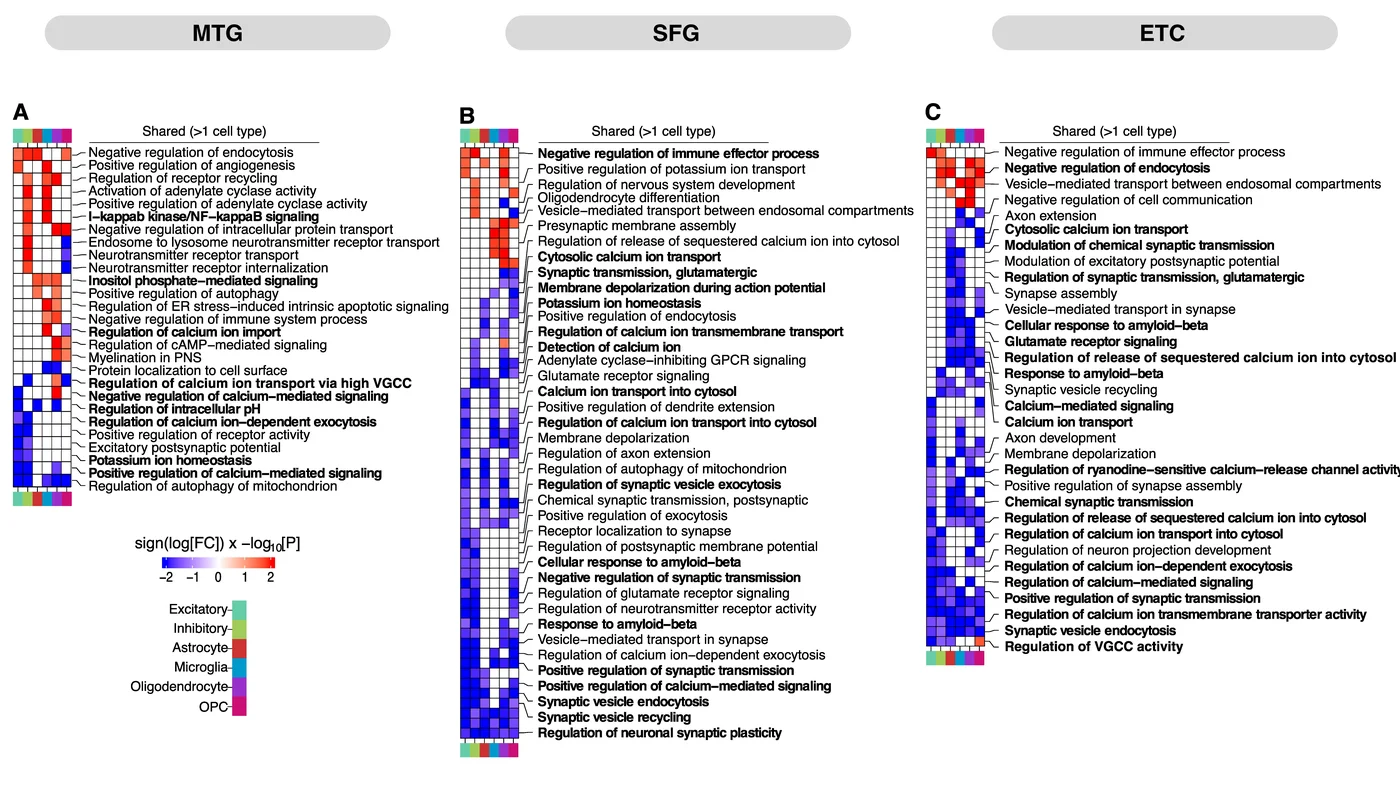 MTG
SFG
ETC
A
Shared (>1 cell type)
Negative regulation of endocytosis
Positive regulation of angiogenesis
Regulation of receptor recycling
Activation of adenylate cyclase activity
Positive regulation of adenylate cyclase activity
I−kappab kinase/NF−kappaB signaling
Negative regulation of intracellular protein transport
Endosome to lysosome neurotransmitter receptor transport
Neurotransmitter receptor transport
Neurotransmitter receptor internalization
Inositol phosphate−mediated signaling
Positive regulation of autophagy
Regulation of ER stress−induced intrinsic apoptotic signaling
Negative regulation of immune system process
Regulation of calcium ion import
Regulation of cAMP−mediated signaling
Myelination in PNS
Protein localization to cell surface
Regulation of calcium ion transport via high VGCC
Negative regulation of calcium−mediated signaling
Regulation of intracellular pH
Regulation of calcium ion−dependent exocytosis
Positive regulation of receptor activity
Excitatory postsynaptic potential
Potassium ion homeostasis
Positive regulation of calcium−mediated signaling
Regulation of autophagy of mitochondrion
sign(log[FC]) x −log10[P]
−2 −1 0 1 2
Excitatory
Inhibitory
Astrocyte
Microglia
Oligodendrocyte
OPC
B
Shared (>1 cell type)
Negative regulation of immune effector process
Positive regulation of potassium ion transport
Regulation of nervous system development
Oligodendrocyte differentiation
Vesicle−mediated transport between endosomal compartments
Presynaptic membrane assembly
Regulation of release of sequestered calcium ion into cytosol
Cytosolic calcium ion transport
Synaptic transmission, glutamatergic
Membrane depolarization during action potential
Potassium ion homeostasis
Positive regulation of endocytosis
Regulation of calcium ion transmembrane transport
Detection of calcium ion
Adenylate cyclase−inhibiting GPCR signaling
Glutamate receptor signaling
Calcium ion transport into cytosol
Positive regulation of dendrite extension
Regulation of calcium ion transport into cytosol
Membrane depolarization
Regulation of axon extension
Regulation of autophagy of mitochondrion
Regulation of synaptic vesicle exocytosis
Chemical synaptic transmission, postsynaptic
Positive regulation of exocytosis
Receptor localization to synapse
Regulation of postsynaptic membrane potential
Cellular response to amyloid−beta
Negative regulation of synaptic transmission
Regulation of glutamate receptor signaling
Regulation of neurotransmitter receptor activity
Response to amyloid−beta
Vesicle−mediated transport in synapse
Regulation of calcium ion−dependent exocytosis
Positive regulation of synaptic transmission
Positive regulation of calcium−mediated signaling
Synaptic vesicle endocytosis
Synaptic vesicle recycling
Regulation of neuronal synaptic plasticity
C
Shared (>1 cell type)
Negative regulation of immune effector process
Negative regulation of endocytosis
Vesicle−mediated transport between endosomal compartments
Negative regulation of cell communication
Axon extension
Cytosolic calcium ion transport
Modulation of chemical synaptic transmission
Modulation of excitatory postsynaptic potential
Regulation of synaptic transmission, glutamatergic
Synapse assembly
Vesicle−mediated transport in synapse
Cellular response to amyloid−beta
Glutamate receptor signaling
Regulation of release of sequestered calcium ion into cytosol
Response to amyloid−beta
Synaptic vesicle recycling
Calcium−mediated signaling
Calcium ion transport
Axon development
Membrane depolarization
Regulation of ryanodine−sensitive calcium−release channel activity
Positive regulation of synapse assembly
Chemical synaptic transmission
Regulation of release of sequestered calcium ion into cytosol
Regulation of calcium ion transport into cytosol
Regulation of neuron projection development
Regulation of calcium ion−dependent exocytosis
Regulation of calcium−mediated signaling
Positive regulation of synaptic transmission
Regulation of calcium ion transmembrane transporter activity
Synaptic vesicle endocytosis
Regulation of VGCC activity